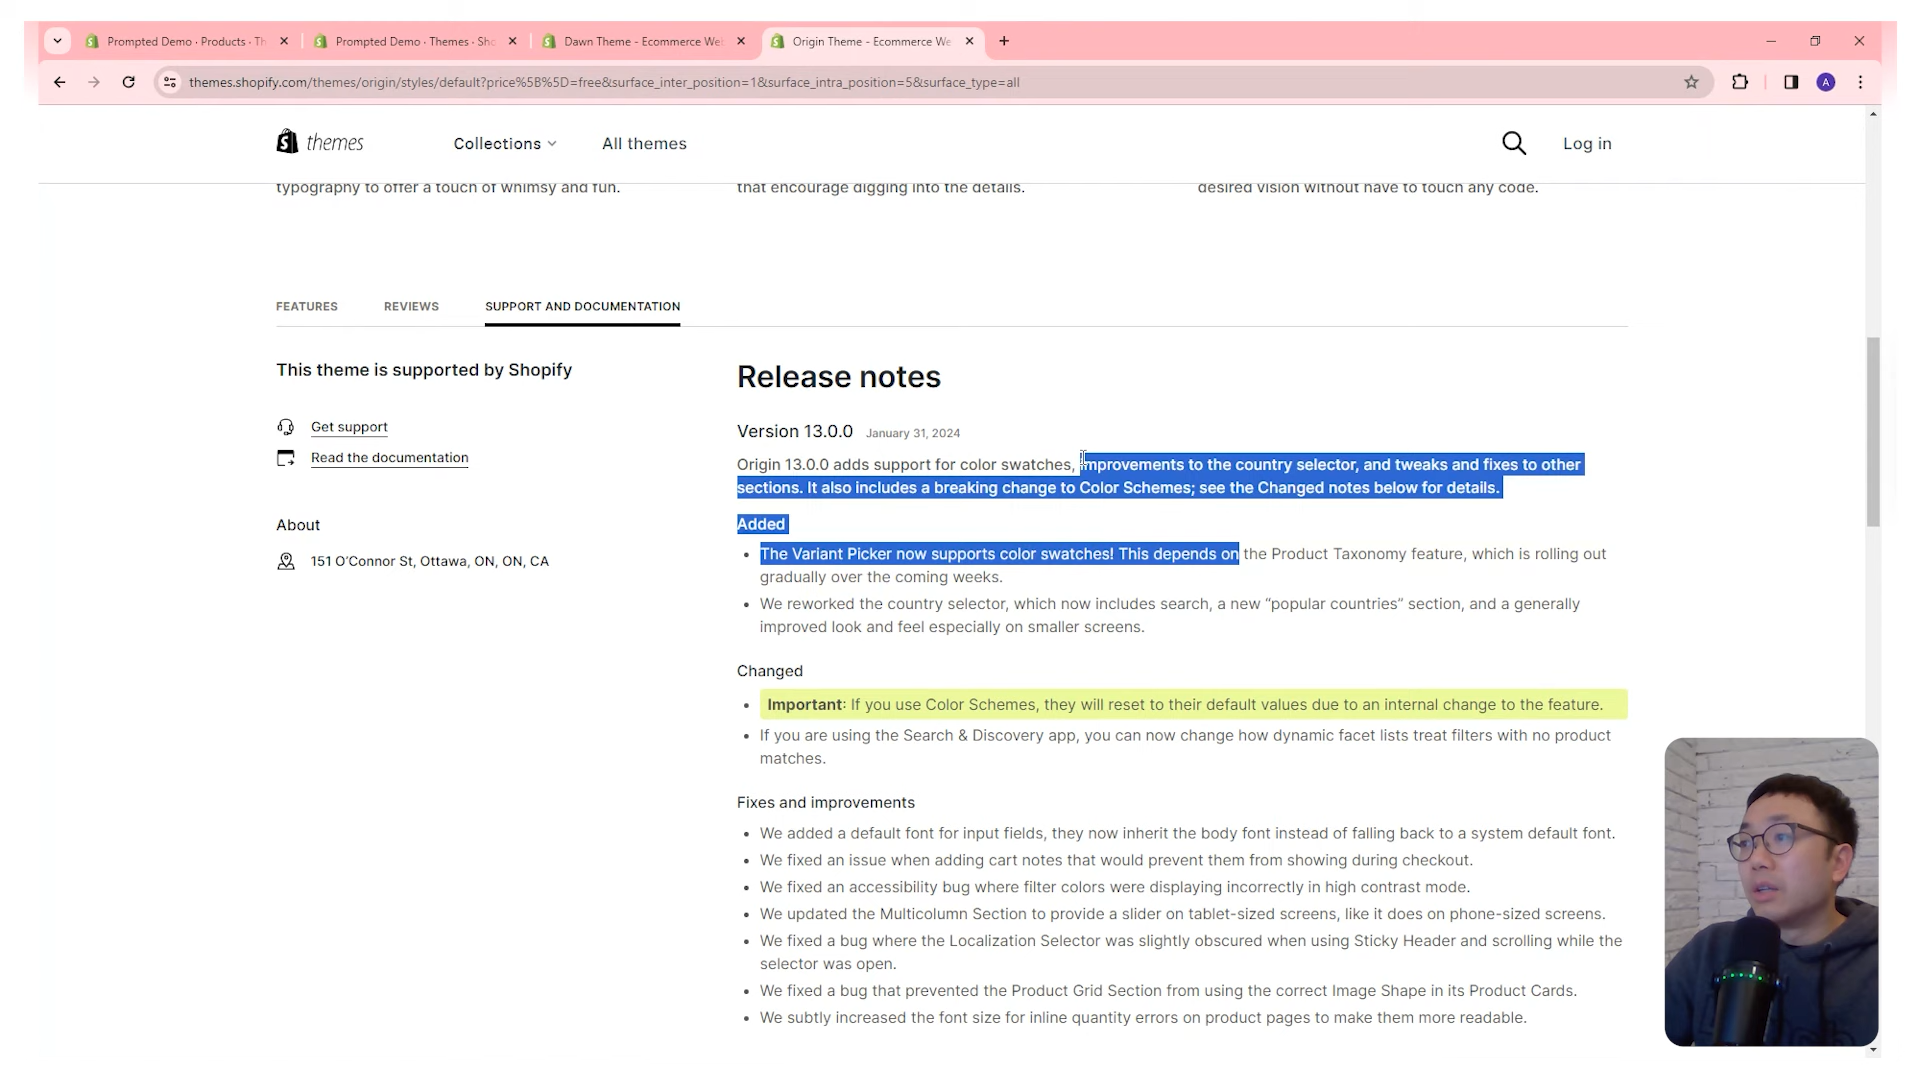 Prompted Demo · Products · Th
Prompted Demo · Themes · Sho
Dawn Theme - Ecommerce We
Origin Theme - Ecommerce We
themes.shopify.com/themes/origin/styles/default?price%5B%5D=free&surface_inter_position=1&surface_intra_position=5&surface_type=all
A
themes
Collections
All themes
Log in
typography to offer a touch of whimsy and fun.
that encourage digging into the details.
desired vision without have to touch any code.
FEATURES
REVIEWS
SUPPORT AND DOCUMENTATION
This theme is supported by Shopify
Get support
Read the documentation
About
151 O'Connor St, Ottawa, ON, ON, CA
Release notes
Version 13.0.0 January 31, 2024
Origin 13.0.0 adds support for color swatches, improvements to the country selector, and tweaks and fixes to other
sections. It also includes a breaking change to Color Schemes; see the Changed notes below for details.
Added
• The Variant Picker now supports color swatches! This depends on the Product Taxonomy feature, which is rolling out
gradually over the coming weeks.
• We reworked the country selector, which now includes search, a new “popular countries” section, and a generally
improved look and feel especially on smaller screens.
Changed
• Important: If you use Color Schemes, they will reset to their default values due to an internal change to the feature.
• If you are using the Search & Discovery app, you can now change how dynamic facet lists treat filters with no product
matches.
Fixes and improvements
• We added a default font for input fields, they now inherit the body font instead of falling back to a system default font.
• We fixed an issue when adding cart notes that would prevent them from showing during checkout.
• We fixed an accessibility bug where filter colors were displaying incorrectly in high contrast mode.
• We updated the Multicolumn Section to provide a slider on tablet-sized screens, like it does on phone-sized screens.
• We fixed a bug where the Localization Selector was slightly obscured when using Sticky Header and scrolling while the
selector was open.
• We fixed a bug that prevented the Product Grid Section from using the correct Image Shape in its Product Cards.
• We subtly increased the font size for inline quantity errors on product pages to make them more readable.